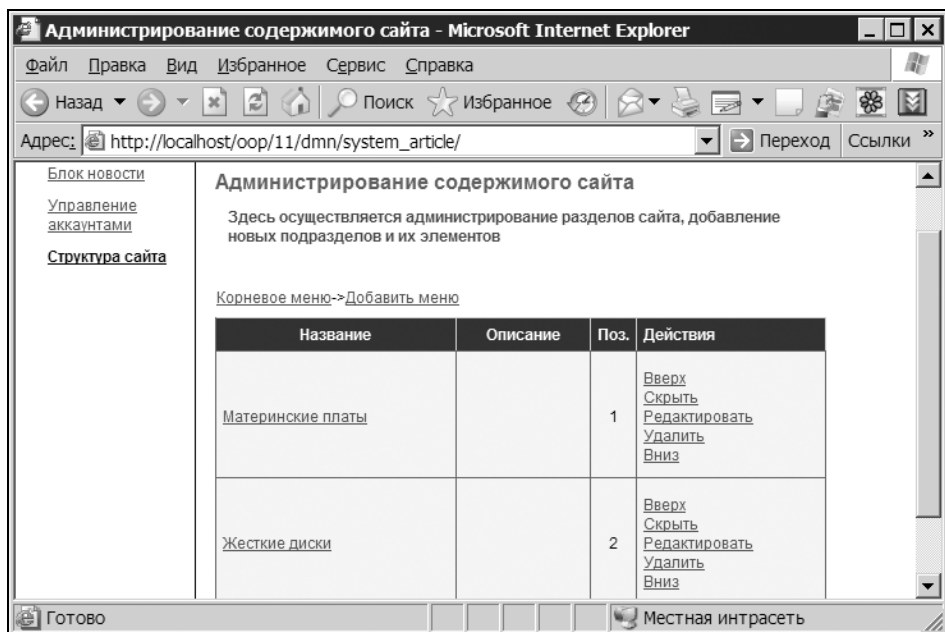 Администрирование содержимого сайта - Microsoft Internet Explorer
Файл Правка Вид Избранное Сервис Справка
Назад Поиск Избранное
Адрес: http://localhost/oop/11/dmn/system_article/ Переход Ссылки »
Блок новости
Управление
аккаунтами
Структура сайта
Администрирование содержимого сайта
Здесь осуществляется администрирование разделов сайта, добавление
новых подразделов и их элементов
Корневое меню->Добавить меню
Название Описание Поз. Действия
Материнские платы 1
Вверх
Скрыть
Редактировать
Удалить
Вниз
Жесткие диски 2
Вверх
Скрыть
Редактировать
Удалить
Вниз
Готово Местная интрасеть